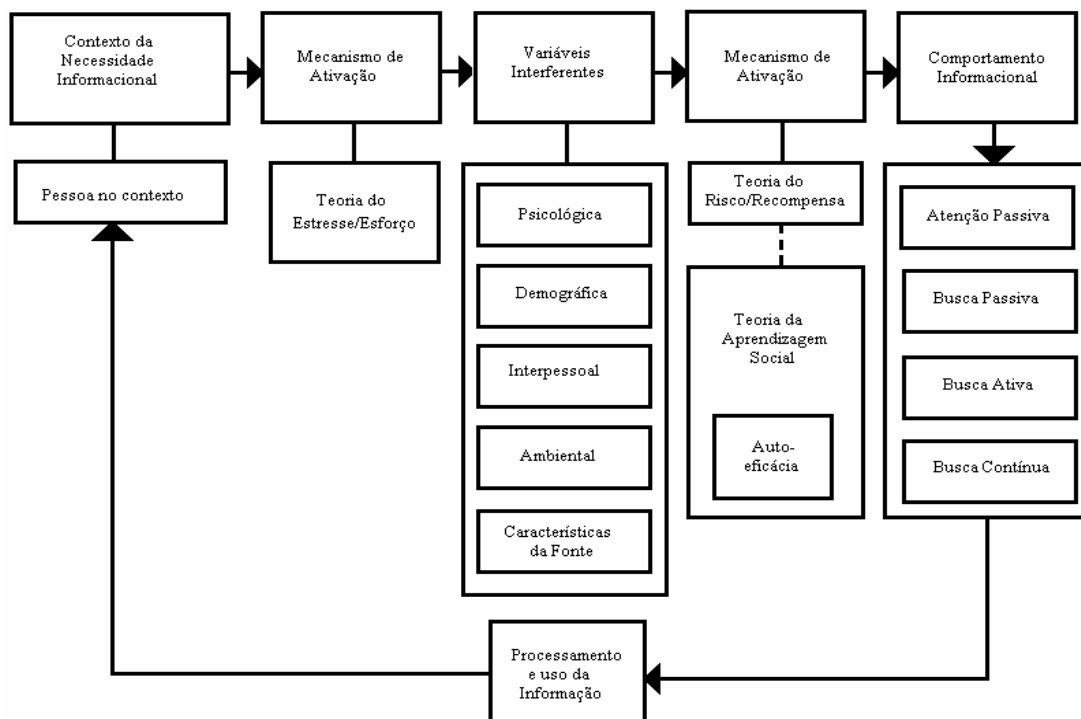 Contexto da
Necessidade
Informacional
Mecanismo de
Ativação
Variáveis
Interferentes
Mecanismo de
Ativação
Comportamento
Informacional
Pessoa no contexto
Teoria do
Estresse/Esforço
Psicológica
Demográfica
Interpessoal
Ambiental
Características
da Fonte
Teoria do
Risco/Recompensa
Teoria da
Aprendizagem
Social
Auto-
eficácia
Atenção Passiva
Busca Passiva
Busca Ativa
Busca Contínua
Processamento
e uso da
Informação